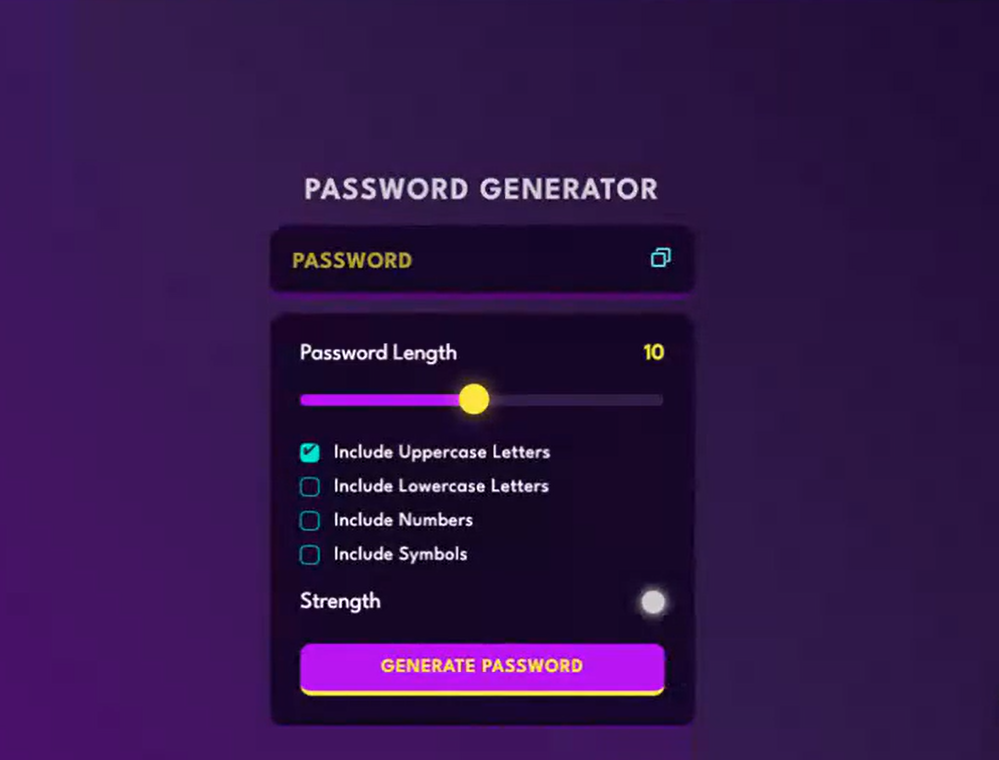 PASSWORD GENERATOR
PASSWORD
Password Length 10
Include Uppercase Letters
Include Lowercase Letters
Include Numbers
Include Symbols
Strength
GENERATE PASSWORD